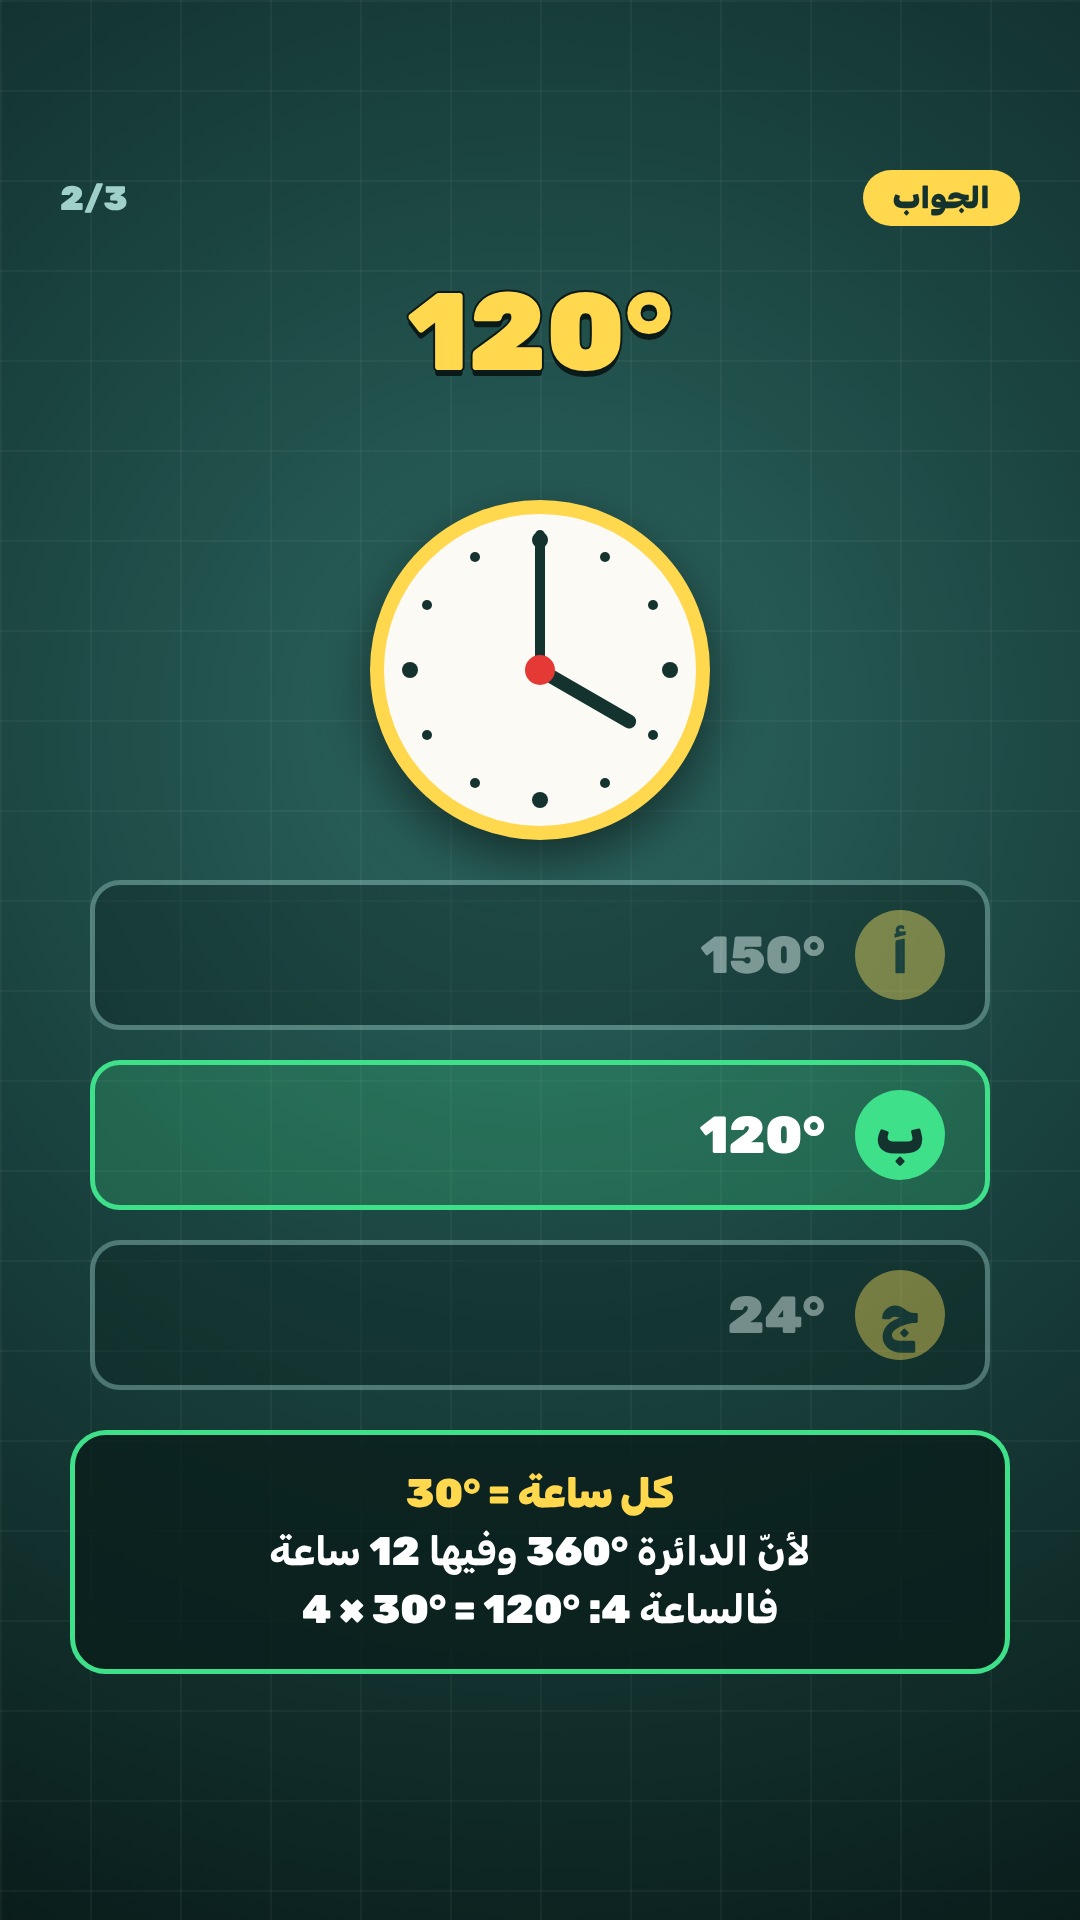 الجواب
2/3
120°
أ 150°
ب 120°
ج 24°
كل ساعة = 30°
لأنّ الدائرة 360° وفيها 12 ساعة
فالساعة 4: 4 × 30° = 120°